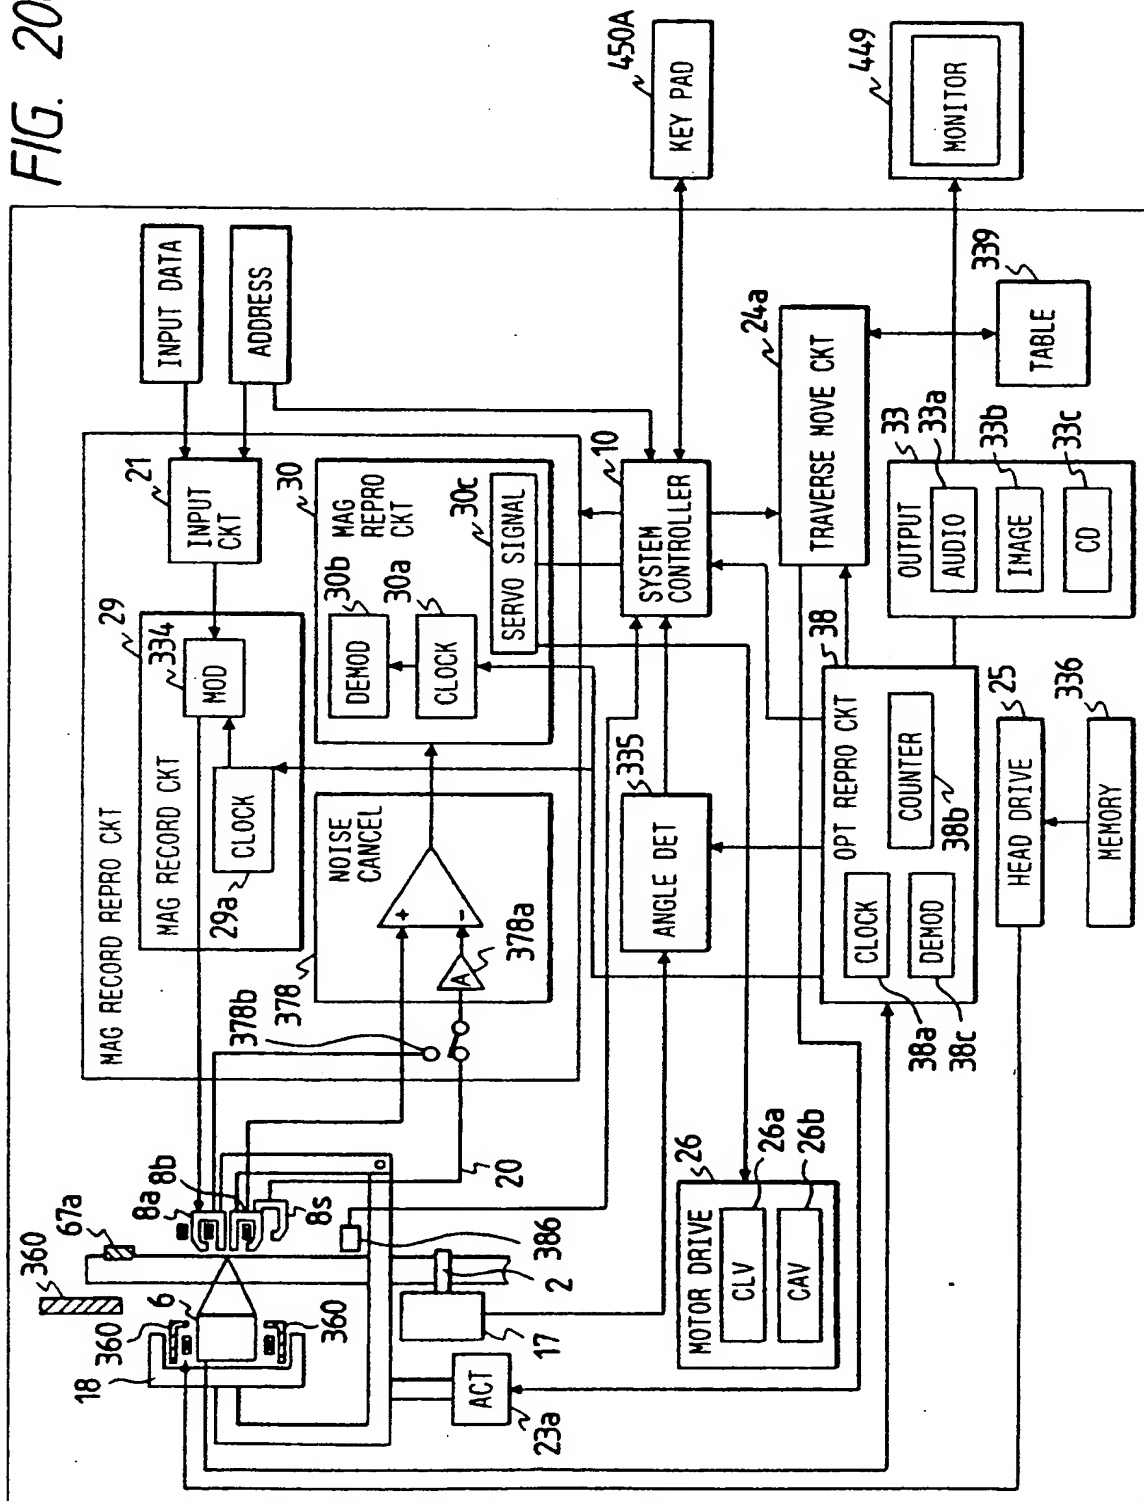 FIG. 20
INPUT DATA
ADDRESS
450A
KEY PAD
449
MONITOR
MAG RECORD REPRO CKT
29
MAG RECORD CKT
334
MOD
CLOCK
29a
21
INPUT CKT
30
MAG REPRO CKT
30b
DEMOD
30a
CLOCK
30c
SERVO SIGNAL
378
NOISE CANCEL
+
-
A
378a
378b
10
SYSTEM CONTROLLER
24a
TRAVERSE MOVE CKT
339
TABLE
335
ANGLE DET
38
OPT REPRO CKT
CLOCK
38a
COUNTER
38b
DEMOD
38c
33
OUTPUT
33a
AUDIO
33b
IMAGE
33c
CD
25
HEAD DRIVE
336
MEMORY
26
MOTOR DRIVE
26a
CLV
26b
CAV
360
67a
8a
8b
8s
20
386
2
17
6
360
360
18
ACT
23a